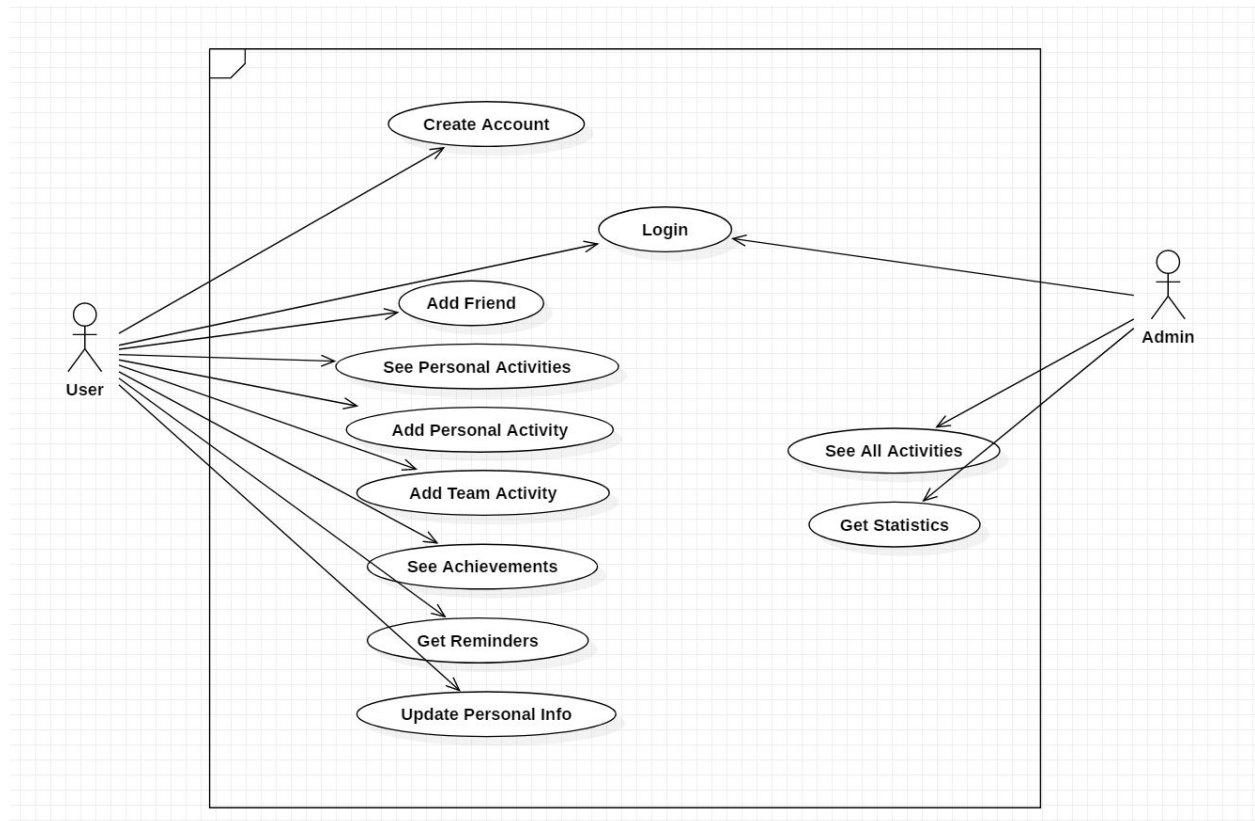 Create Account
Login
Add Friend
Admin
See Personal Activities
User
Add Personal Activity
See All Activities
Add Team Activity
Get Statistics
See Achievements
Get Reminders
Update Personal Info